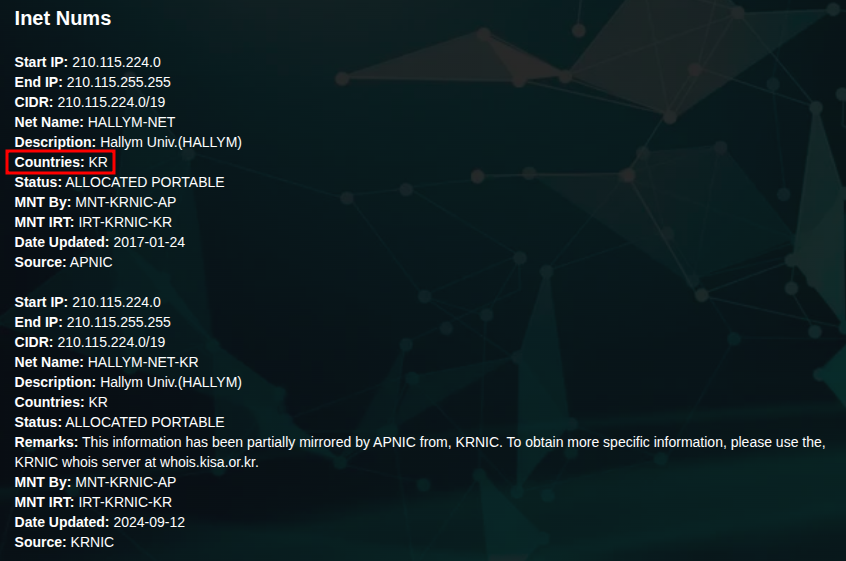 Inet Nums
Start IP: 210.115.224.0
End IP: 210.115.255.255
CIDR: 210.115.224.0/19
Net Name: HALLYM-NET
Description: Hallym Univ.(HALLYM)
Countries: KR
Status: ALLOCATED PORTABLE
MNT By: MNT-KRNIC-AP
MNT IRT: IRT-KRNIC-KR
Date Updated: 2017-01-24
Source: APNIC
Start IP: 210.115.224.0
End IP: 210.115.255.255
CIDR: 210.115.224.0/19
Net Name: HALLYM-NET-KR
Description: Hallym Univ.(HALLYM)
Countries: KR
Status: ALLOCATED PORTABLE
Remarks: This information has been partially mirrored by APNIC from, KRNIC. To obtain more specific information, please use the,
KRNIC whois server at whois.kisa.or.kr.
MNT By: MNT-KRNIC-AP
MNT IRT: IRT-KRNIC-KR
Date Updated: 2024-09-12
Source: KRNIC